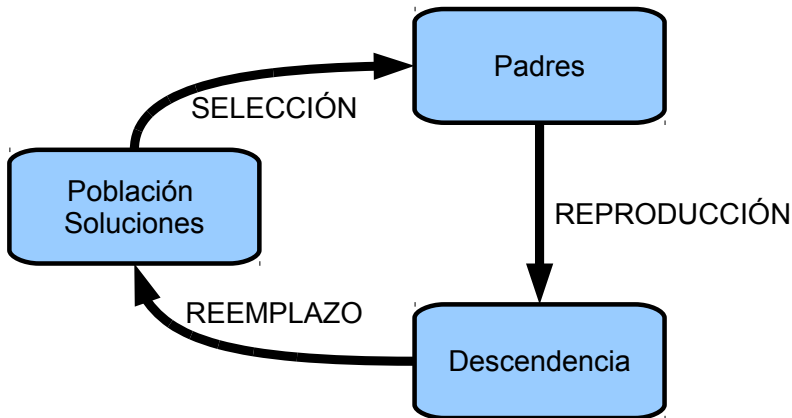 Padres
SELECCIÓN
Población
Soluciones
REPRODUCCIÓN
REEMPLAZO
Descendencia